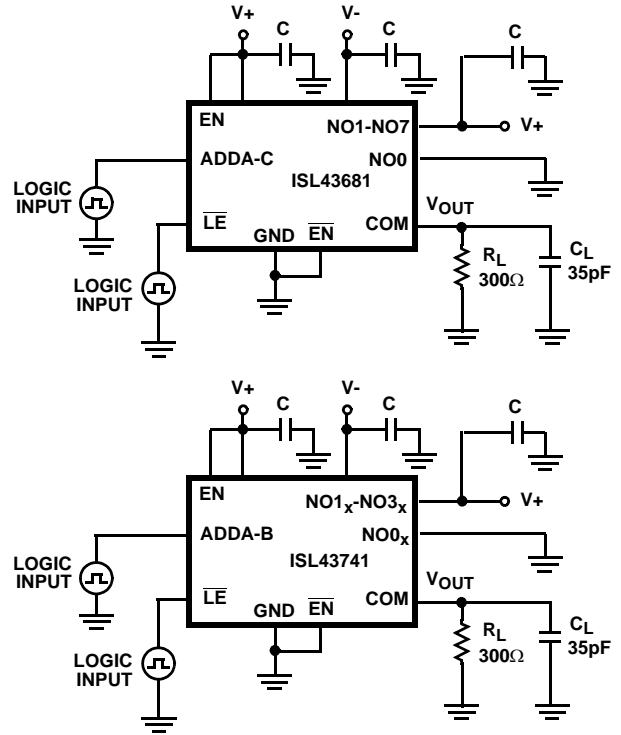 V+
V-
C
C
C
EN
NO1-NO7
V+
ADDA-C
NO0
ISL43681
LOGIC
INPUT
LE
COM
VOUT
GND
EN
RL
300Ω
CL
35pF
LOGIC
INPUT
V+
V-
C
C
C
EN
NO1x-NO3x
V+
ADDA-B
NO0x
ISL43741
LOGIC
INPUT
LE
COM
VOUT
GND
EN
RL
300Ω
CL
35pF
LOGIC
INPUT